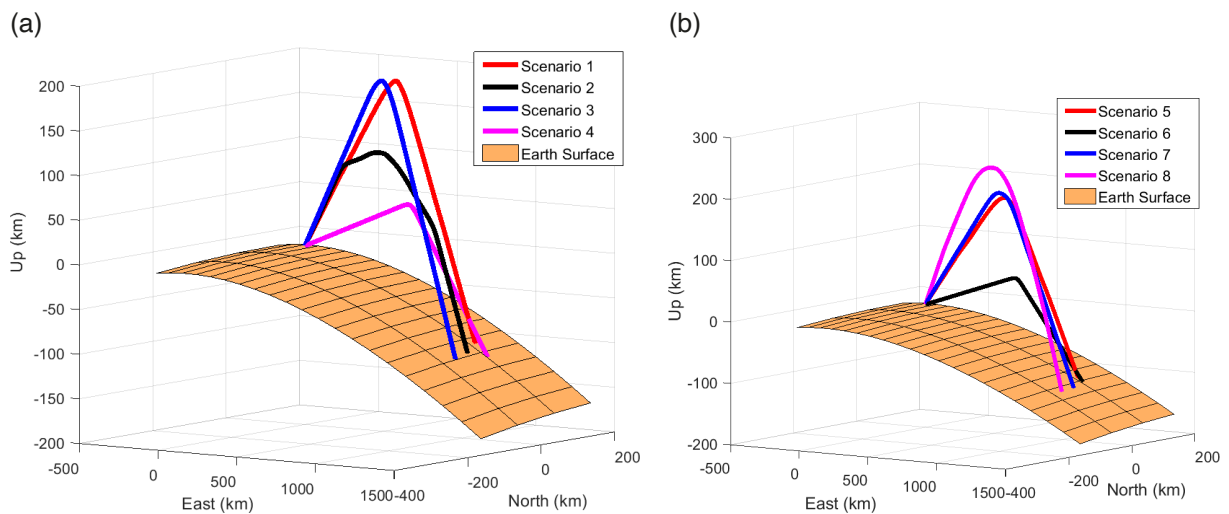 (a)
Scenario 1
Scenario 2
Scenario 3
Scenario 4
Earth Surface
200
150
100
50
0
-50
-100
-150
-200
Up (km)
-500
0
500
1000
1500
East (km)
-400
-200
0
200
North (km)
(b)
Scenario 5
Scenario 6
Scenario 7
Scenario 8
Earth Surface
300
200
100
0
-100
-200
Up (km)
-500
0
500
1000
1500
East (km)
-400
-200
0
200
North (km)